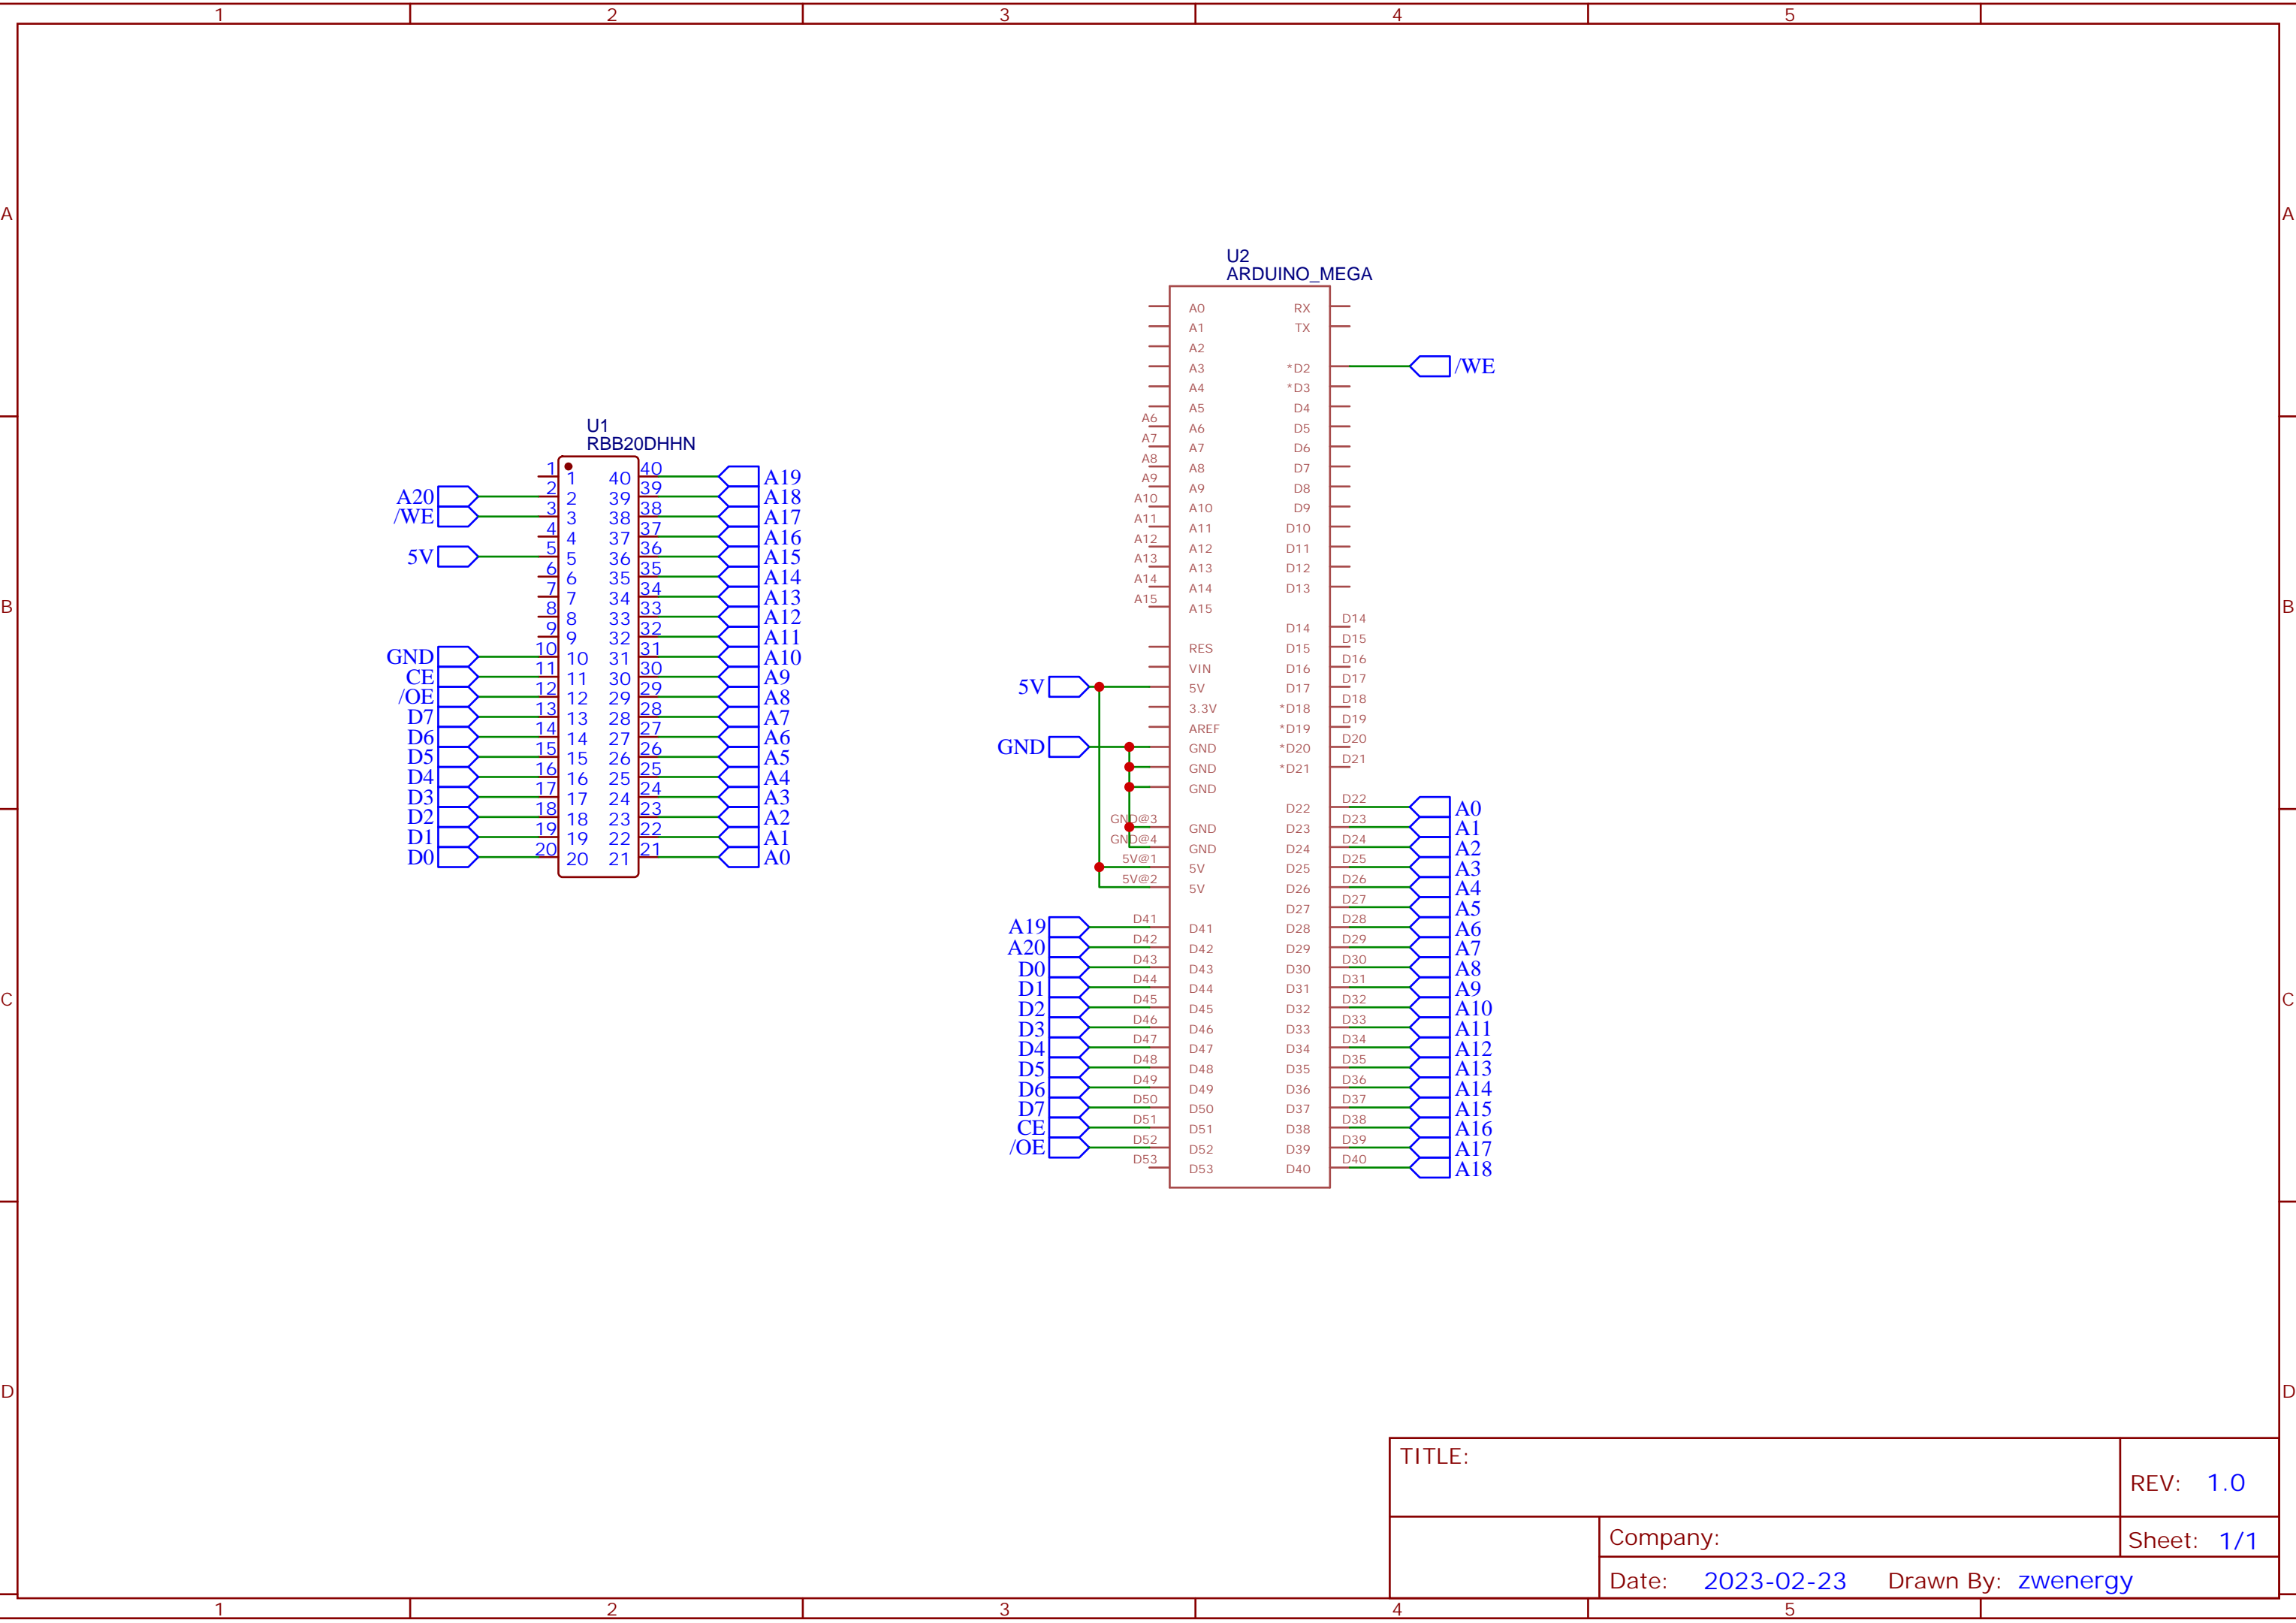 1 2 3 4 5
A A
B B
C C
D D
U1
RBB20DHHN
1 1 40 40 A19
A20 2 2 39 39 A18
/WE 3 3 38 38 A17
4 4 37 37 A16
5V 5 5 36 36 A15
6 6 35 35 A14
7 7 34 34 A13
8 8 33 33 A12
9 9 32 32 A11
GND 10 10 31 31 A10
CE 11 11 30 30 A9
/OE 12 12 29 29 A8
D7 13 13 28 28 A7
D6 14 14 27 27 A6
D5 15 15 26 26 A5
D4 16 16 25 25 A4
D3 17 17 24 24 A3
D2 18 18 23 23 A2
D1 19 19 22 22 A1
D0 20 20 21 21 A0
U2
ARDUINO_MEGA
A0 RX
A1 TX
A2
A3 *D2 /WE
A4 *D3
A5 D4
A6 A6 D5
A7 A7 D6
A8 A8 D7
A9 A9 D8
A10 A10 D9
A11 A11 D10
A12 A12 D11
A13 A13 D12
A14 A14 D13
A15 A15
D14 D14
RES D15 D15
VIN D16 D16
5V 5V D17 D17
3.3V *D18 D18
AREF *D19 D19
GND GND *D20 D20
GND *D21 D21
GND
D22 D22 A0
GND@3 GND D23 D23 A1
GND@4 GND D24 D24 A2
5V@1 5V D25 D25 A3
5V@2 5V D26 D26 A4
D27 D27 A5
A19 D41 D41 D28 D28 A6
A20 D42 D42 D29 D29 A7
D0 D43 D43 D30 D30 A8
D1 D44 D44 D31 D31 A9
D2 D45 D45 D32 D32 A10
D3 D46 D46 D33 D33 A11
D4 D47 D47 D34 D34 A12
D5 D48 D48 D35 D35 A13
D6 D49 D49 D36 D36 A14
D7 D50 D50 D37 D37 A15
CE D51 D51 D38 D38 A16
/OE D52 D52 D39 D39 A17
D53 D53 D40 D40 A18
TITLE:
REV: 1.0
Company:
Sheet: 1/1
Date: 2023-02-23 Drawn By: zwenergy
1 2 3 4 5